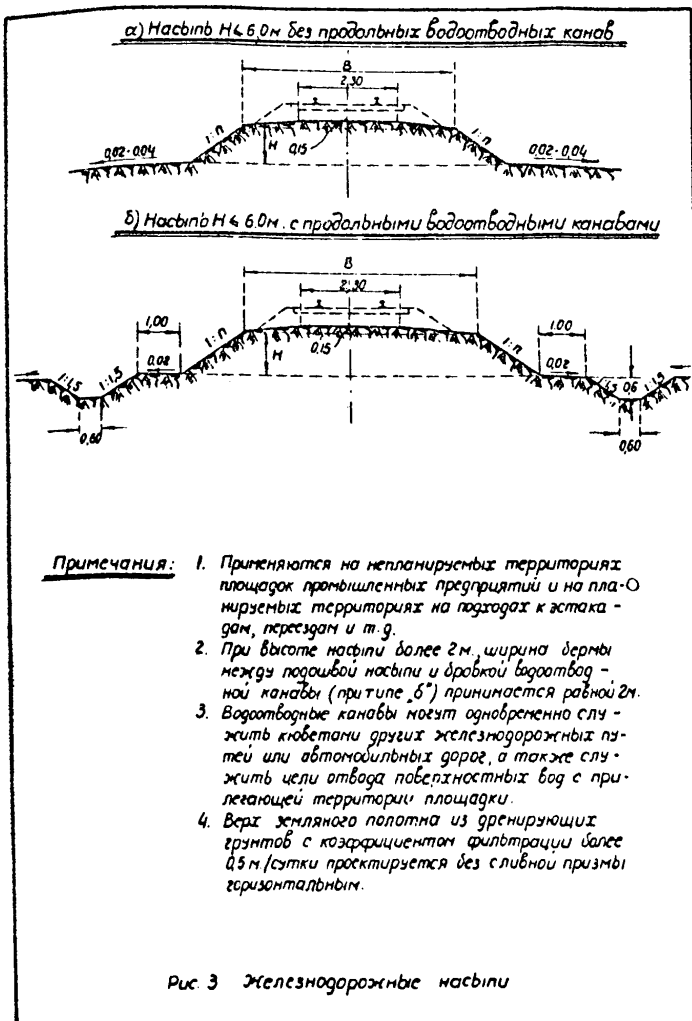 а) Насыпь H ≤ 6,0м без продольных водоотводных канав
В
2,30
1:п
1:п
H
0,15
0,02-0,04
0,02-0,04
б) Насыпь H ≤ 6.0м. с продольными водоотводными канавами
В
2,30
1,00
1.00
1:п
1:п
H
0,15
0,02
0,02
1:1,5
1:1,5
0,6
1:1,5
0,60
0,60
Примечания:
1. Применяются на непланируемых территориях
площадок промышленных предприятий и на пла-
нируемых территориях на подходах к эстака-
дам, переездам и т.д.
2. При высоте насыпи более 2м., ширина бермы
между подошвой насыпи и бровкой водоотвод-
ной канавы (при типе „б") принимается равной 2м.
3. Водоотводные канавы могут одновременно слу-
жить кюветами других железнодорожных пу-
тей или автомобильных дорог, а также слу-
жить цели отвода поверхностных вод с при-
легающей территории площадки.
4. Верх земляного полотна из дренирующих
грунтов с коэффициентом фильтрации более
0,5 м/сутки проектируется без сливной призмы
горизонтальным.
Рис. 3 Железнодорожные насыпи